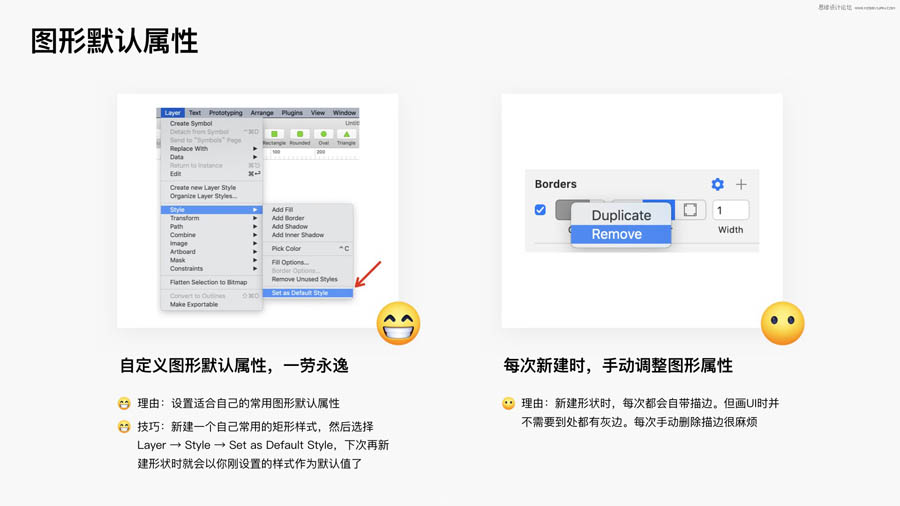 思缘设计论坛 WWW.MISSYUAN.COM
图形默认属性
Layer Text Prototyping Arrange Plugins View Window
Create Symbol
Untit
Detach from Symbol ⌃⌘D
Send to "Symbols" Page
Rectangle Rounded Oval Triangle
Replace With
100 200
Data
Return to Instance
Edit ⌘↩
Create new Layer Style
Organize Layer Styles...
Style
Add Fill
Transform
Add Border
Path
Add Shadow
Combine
Add Inner Shadow
Image
Pick Color ⌃ C
Artboard
Mask
Fill Options...
Constraints
Border Options...
Remove Unused Styles
Flatten Selection to Bitmap
Set as Default Style
Convert to Outlines ⇧⌘O
Make Exportable
自定义图形默认属性，一劳永逸
理由：设置适合自己的常用图形默认属性
技巧：新建一个自己常用的矩形样式，然后选择
Layer → Style → Set as Default Style，下次再新
建形状时就会以你刚设置的样式作为默认值了
Borders
Duplicate
1
Remove
Width
每次新建时，手动调整图形属性
理由：新建形状时，每次都会自带描边。但画UI时并
不需要到处都有灰边。每次手动删除描边很麻烦